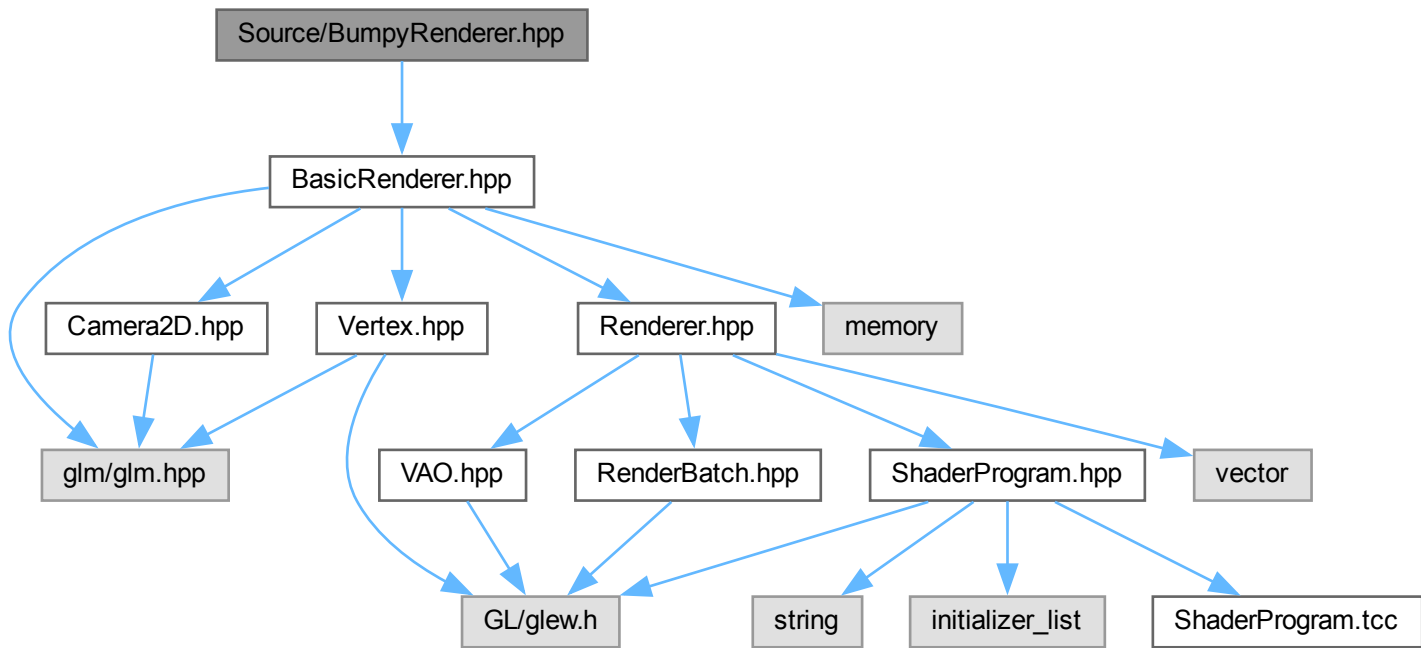 Source/BumpyRenderer.hpp
BasicRenderer.hpp
Camera2D.hpp
Vertex.hpp
Renderer.hpp
memory
glm/glm.hpp
VAO.hpp
RenderBatch.hpp
ShaderProgram.hpp
vector
GL/glew.h
string
initializer_list
ShaderProgram.tcc